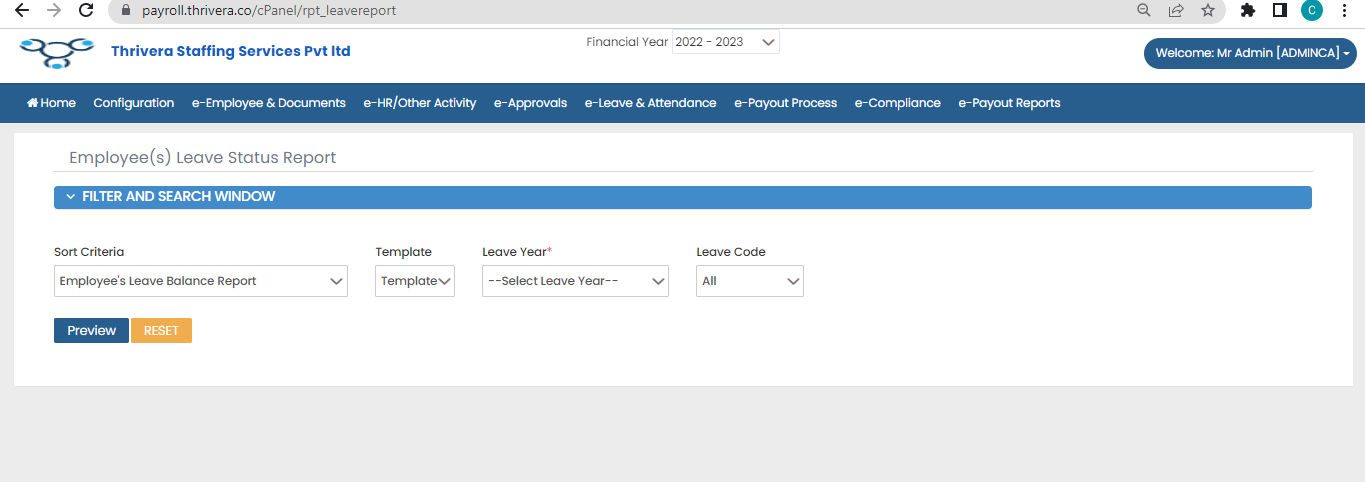 payroll.thrivera.co/cPanel/rpt_leavereport
C
Thrivera Staffing Services Pvt ltd
Financial Year 2022 - 2023
Welcome: Mr Admin [ADMINCA]
Home Configuration e-Employee & Documents e-HR/Other Activity e-Approvals e-Leave & Attendance e-Payout Process e-Compliance e-Payout Reports
Employee(s) Leave Status Report
FILTER AND SEARCH WINDOW
Sort Criteria Template Leave Year* Leave Code
Employee's Leave Balance Report Template --Select Leave Year-- All
Preview RESET